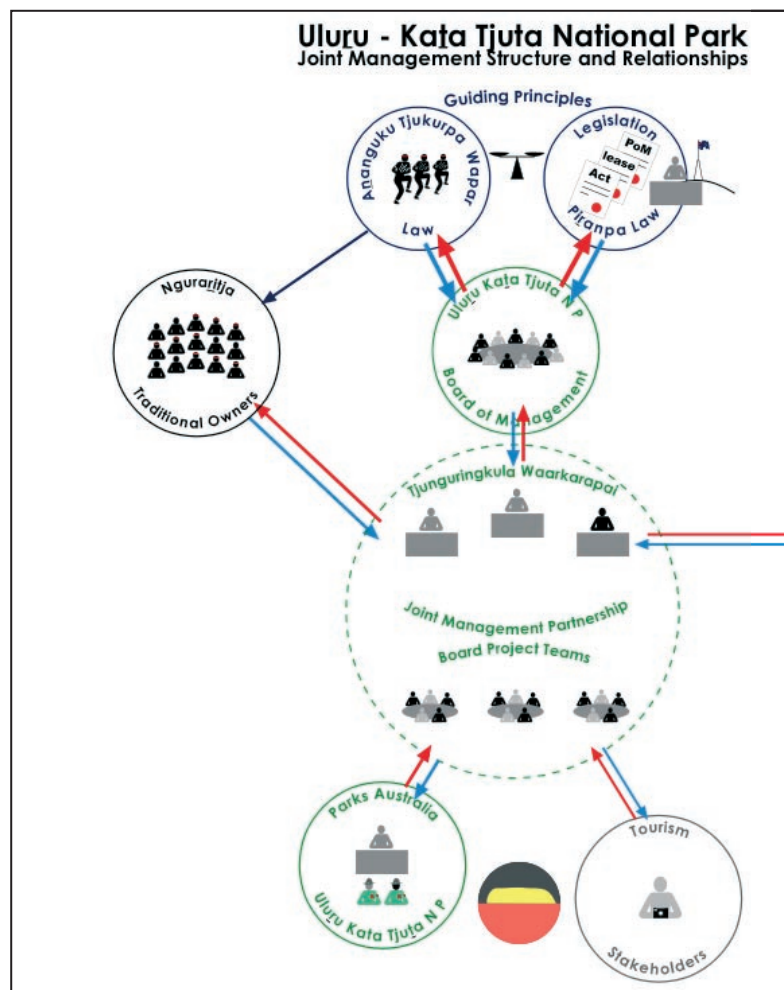 Uluṟu - Kaṯa Tjuṯa National Park
Joint Management Structure and Relationships
Guiding Principles
Aṉanguku Tjukurpa Wapar
Law
Legislation
PoM
lease
Act
Piṟanpa Law
Nguraṟitja
Traditional Owners
Uluṟu Kaṯa Tjuṯa N P
Board of Management
Tjunguringkula Waarkarapai
Joint Management Partnership
Board Project Teams
Parks Australia
Uluṟu Kaṯa Tjuṯa N P
Tourism
Stakeholders